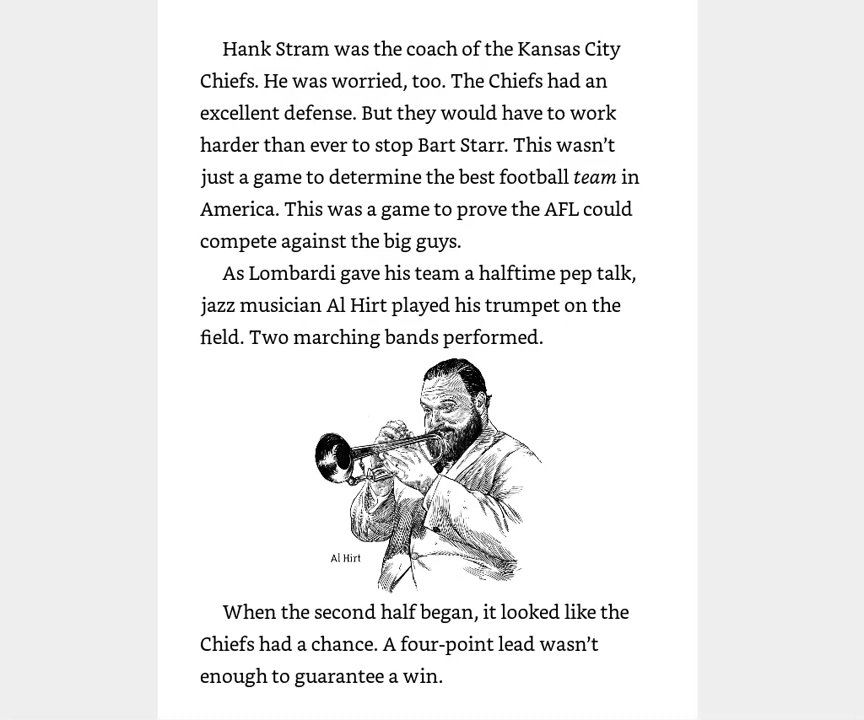 Hank Stram was the coach of the Kansas City
Chiefs. He was worried, too. The Chiefs had an
excellent defense. But they would have to work
harder than ever to stop Bart Starr. This wasn’t
just a game to determine the best football team in
America. This was a game to prove the AFL could
compete against the big guys.
As Lombardi gave his team a halftime pep talk,
jazz musician Al Hirt played his trumpet on the
field. Two marching bands performed.
Al Hirt
When the second half began, it looked like the
Chiefs had a chance. A four-point lead wasn’t
enough to guarantee a win.